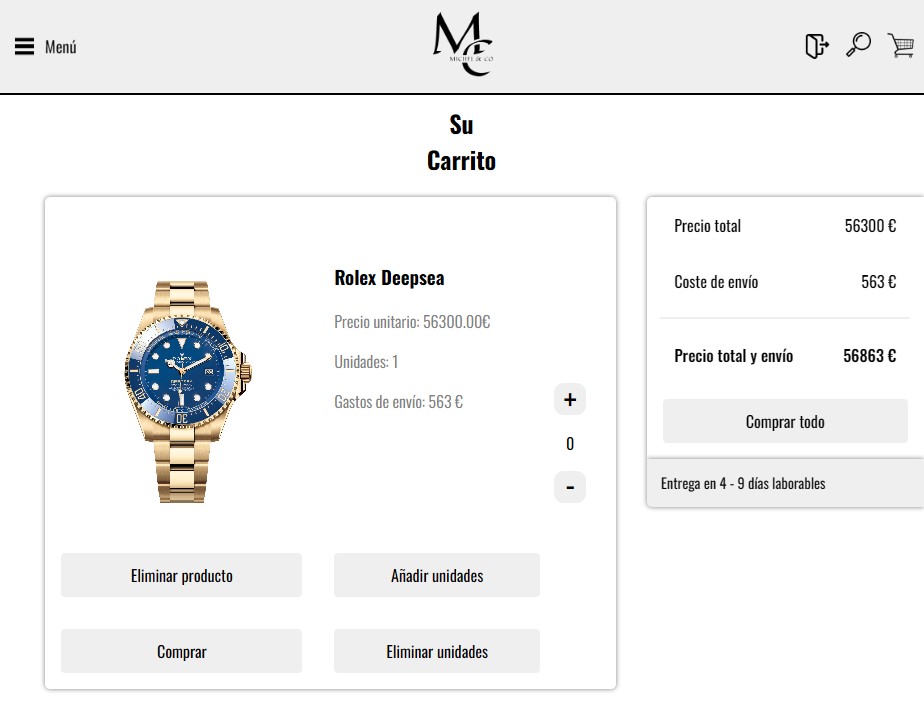 Menú
MC
MICHEL & CO
Su
Carrito
Rolex Deepsea
Precio unitario: 56300.00€
Unidades: 1
Gastos de envío: 563 €
+
0
-
Eliminar producto
Añadir unidades
Comprar
Eliminar unidades
Precio total 56300 €
Coste de envío 563 €
Precio total y envío 56863 €
Comprar todo
Entrega en 4 - 9 días laborables